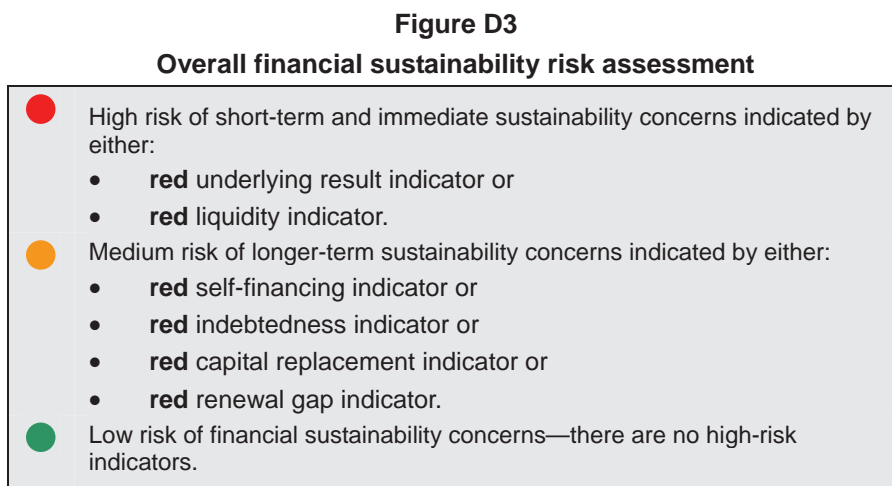 Figure D3
Overall financial sustainability risk assessment
High risk of short-term and immediate sustainability concerns indicated by
either:
• red underlying result indicator or
• red liquidity indicator.
Medium risk of longer-term sustainability concerns indicated by either:
• red self-financing indicator or
• red indebtedness indicator or
• red capital replacement indicator or
• red renewal gap indicator.
Low risk of financial sustainability concerns—there are no high-risk
indicators.